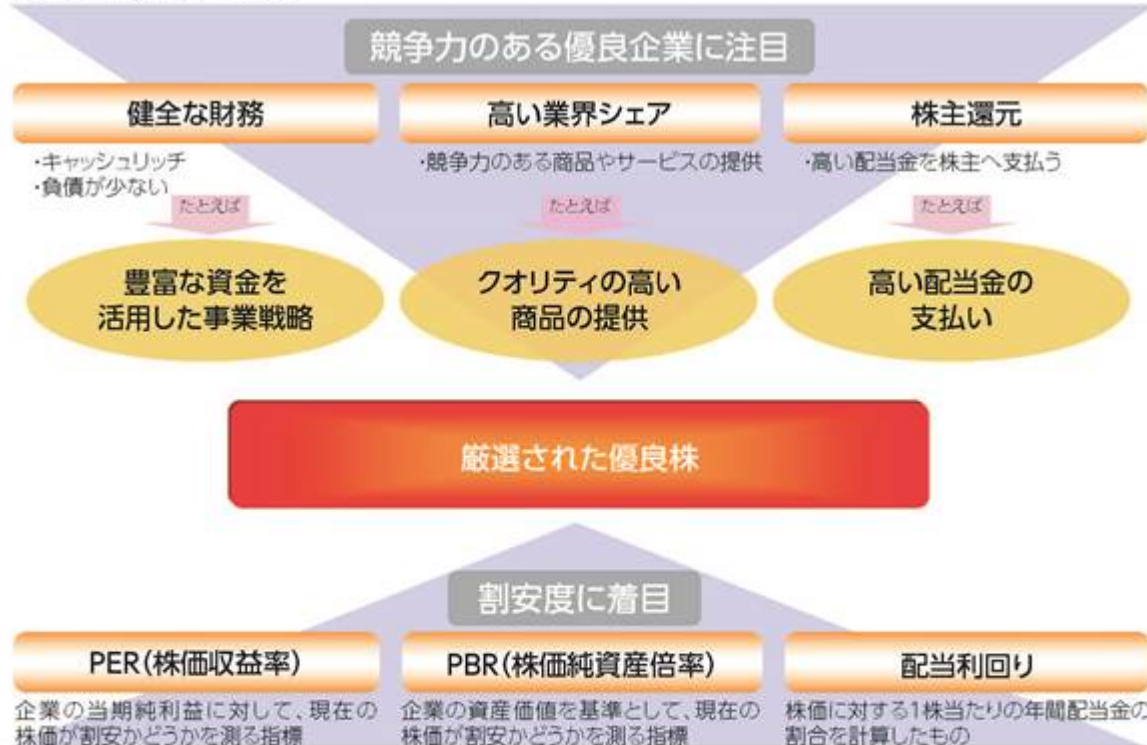 競争力のある優良企業に注目
健全な財務
・キャッシュリッチ
・負債が少ない
たとえば
豊富な資金を
活用した事業戦略
高い業界シェア
・競争力のある商品やサービスの提供
たとえば
クオリティの高い
商品の提供
株主還元
・高い配当金を株主へ支払う
たとえば
高い配当金の
支払い
厳選された優良株
割安度に着目
PER(株価収益率)
企業の当期純利益に対して、現在の
株価が割安かどうかを測る指標
PBR(株価純資産倍率)
企業の資産価値を基準として、現在の
株価が割安かどうかを測る指標
配当利回り
株価に対する1株当たりの年間配当金の
割合を計算したもの